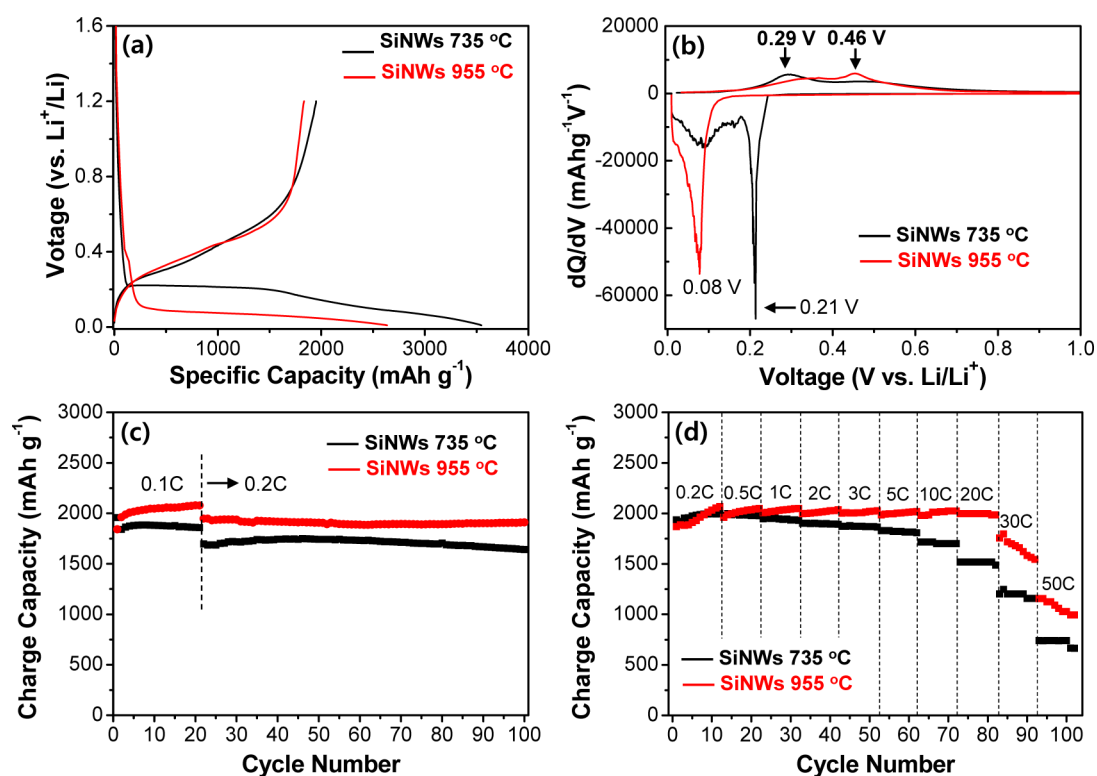 (a)
SiNWs 735 °C
SiNWs 955 °C
Votage (vs. Li⁺/Li)
1.6
1.2
0.8
0.4
0.0
0 1000 2000 3000 4000
Specific Capacity (mAh g⁻¹)
(b)
0.29 V 0.46 V
dQ/dV (mAhg⁻¹V⁻¹)
20000
0
-20000
-40000
-60000
SiNWs 735 °C
SiNWs 955 °C
0.08 V
0.21 V
0.0 0.2 0.4 0.6 0.8 1.0
Voltage (V vs. Li/Li⁺)
(c)
SiNWs 735 °C
SiNWs 955 °C
0.1C 0.2C
Charge Capacity (mAh g⁻¹)
3000
2500
2000
1500
1000
500
0
0 10 20 30 40 50 60 70 80 90 100
Cycle Number
(d)
0.2C 0.5C 1C 2C 3C 5C 10C 20C
30C
50C
Charge Capacity (mAh g⁻¹)
3000
2500
2000
1500
1000
500
0
SiNWs 735 °C
SiNWs 955 °C
0 10 20 30 40 50 60 70 80 90 100
Cycle Number